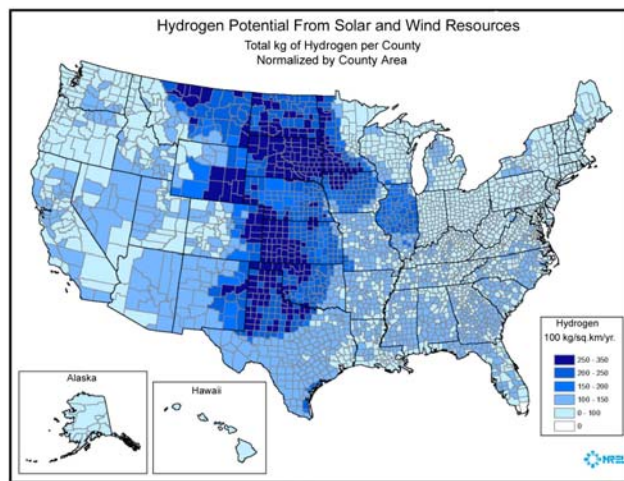 Hydrogen Potential From Solar and Wind Resources
Total kg of Hydrogen per County
Normalized by County Area
Hydrogen
100 kg/sq.km/yr.
250 - 350
200 - 250
150 - 200
100 - 150
0 - 100
0
Alaska
Hawaii
NREL